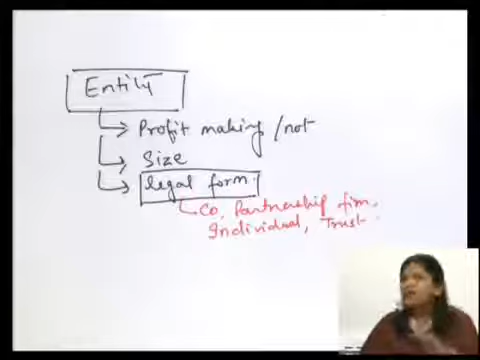 Entity
Profit making /not
Size
legal form.
Co, Partnership firm,
Individual, Trust